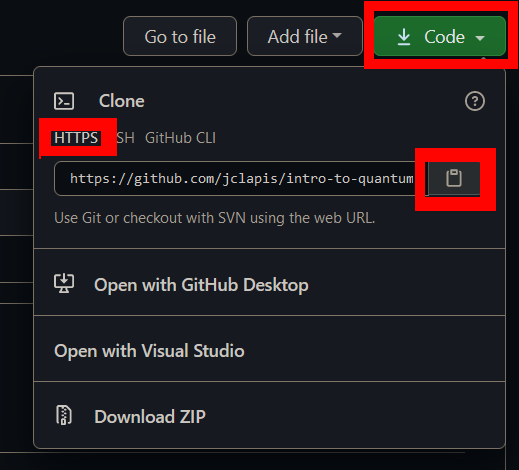 Go to file Add file Code
Clone
HTTPS SH GitHub CLI
https://github.com/jclapis/intro-to-quantum
Use Git or checkout with SVN using the web URL.
Open with GitHub Desktop
Open with Visual Studio
Download ZIP